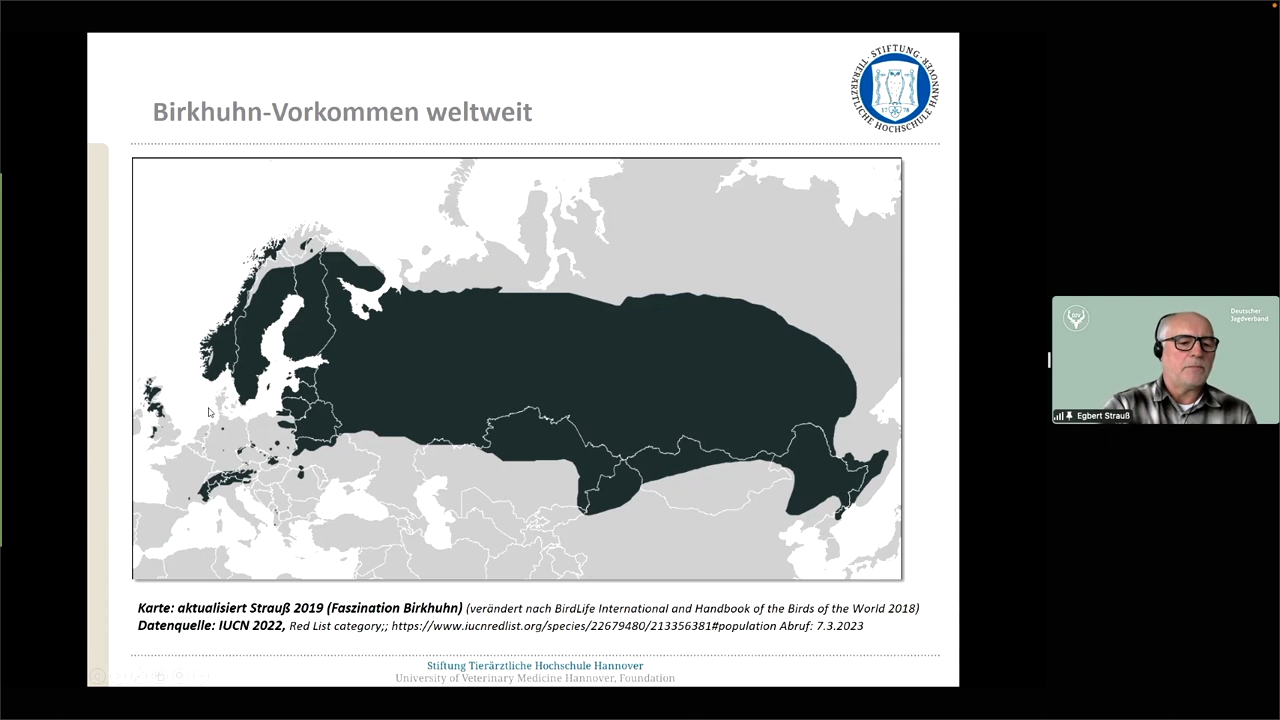 Birkhuhn-Vorkommen weltweit
STIFTUNG · TIERÄRZTLICHE HOCHSCHULE HANNOVER ·
1778
Karte: aktualisiert Strauß 2019 (Faszination Birkhuhn) (verändert nach BirdLife International and Handbook of the Birds of the World 2018)
Datenquelle: IUCN 2022, Red List category;; https://www.iucnredlist.org/species/22679480/213356381#population Abruf: 7.3.2023
Stiftung Tierärztliche Hochschule Hannover
University of Veterinary Medicine Hannover, Foundation
DJV
Deutscher
Jagdverband
Egbert Strauß